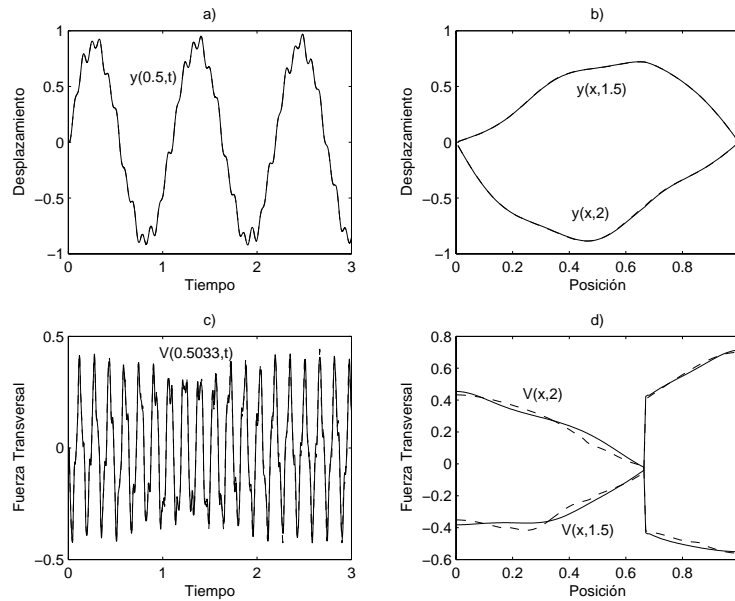 a)
1
0.5
0
−0.5
−1
0
1
2
3
Desplazamiento
Tiempo
y(0.5,t)
b)
1
0.5
0
−0.5
−1
0
0.2
0.4
0.6
0.8
Desplazamiento
Posición
y(x,1.5)
y(x,2)
c)
0.5
0
−0.5
0
1
2
3
Fuerza Transversal
Tiempo
V(0.5033,t)
d)
0.8
0.6
0.4
0.2
0
−0.2
−0.4
−0.6
0
0.2
0.4
0.6
0.8
Fuerza Transversal
Posición
V(x,2)
V(x,1.5)